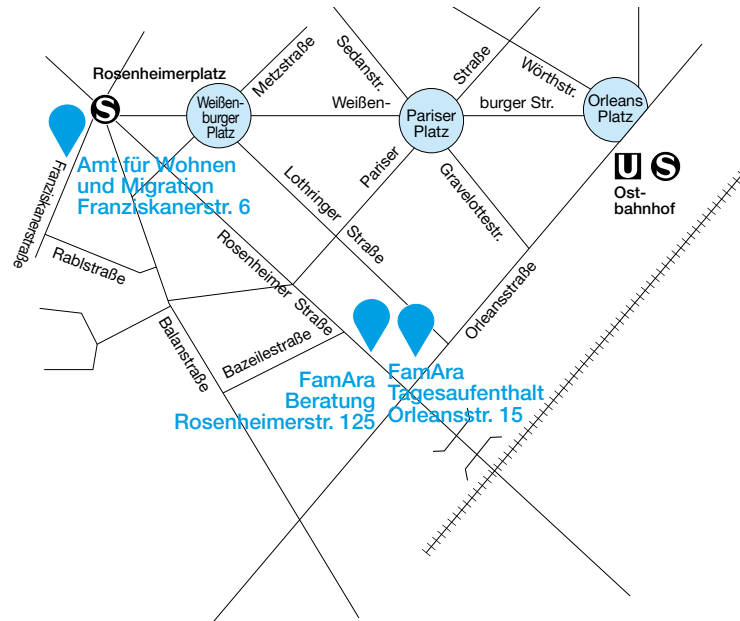 Rosenheimerplatz
S
Metzstraße
Sedanstr.
Straße
Wörthstr.
Weißen-
burger
Platz
Weißen-
Pariser
Platz
burger Str.
Orleans
Platz
U S
Ost-
bahnhof
Franziskanerstraße
Amt für Wohnen
und Migration
Franziskanerstr. 6
Lothringer
Straße
Pariser
Gravelottestr.
Rablstraße
Rosenheimer
Straße
Orleansstraße
Balanstraße
Bazeilestraße
FamAra
Beratung
Rosenheimerstr. 125
FamAra
Tagesaufenthalt
Orleansstr. 15